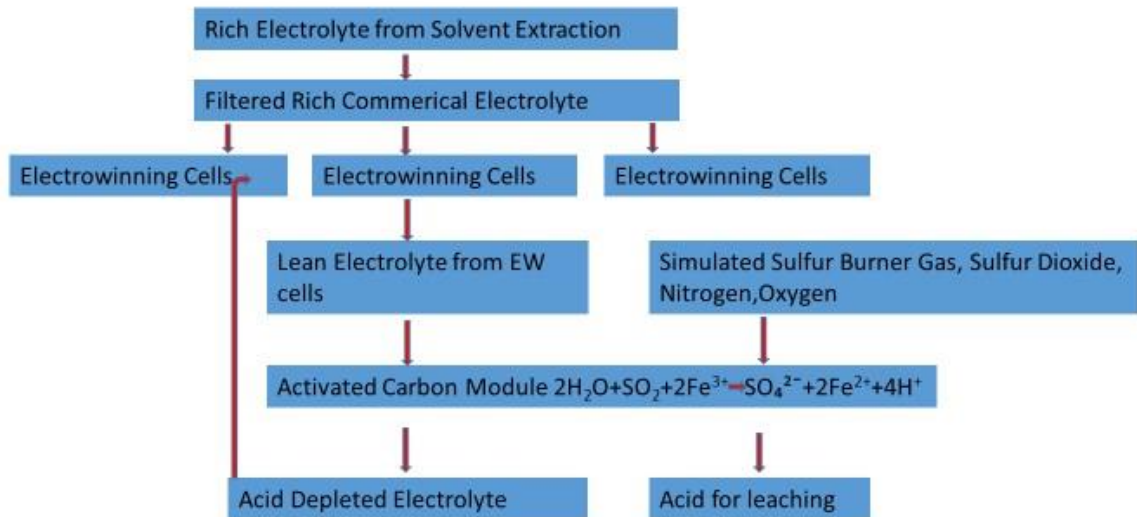 Rich Electrolyte from Solvent Extraction
Filtered Rich Commerical Electrolyte
Electrowinning Cells
Electrowinning Cells
Electrowinning Cells
Lean Electrolyte from EW
cells
Simulated Sulfur Burner Gas, Sulfur Dioxide,
Nitrogen,Oxygen
Activated Carbon Module 2H₂O+SO₂+2Fe³⁺→SO₄²⁻+2Fe²⁺+4H⁺
Acid Depleted Electrolyte
Acid for leaching